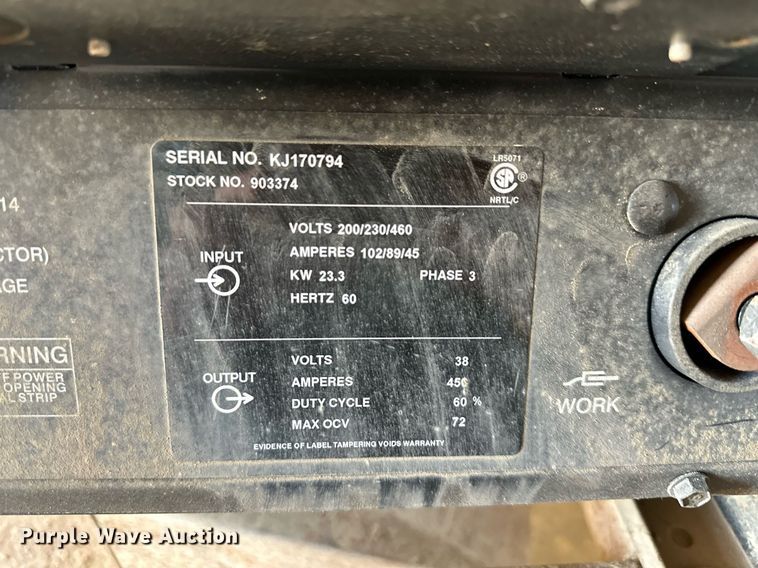 SERIAL NO. KJ170794
STOCK NO. 903374
LR5071
®
NRTL/C
INPUT
VOLTS 200/230/460
AMPERES 102/89/45
KW 23.3 PHASE 3
HERTZ 60
OUTPUT
VOLTS 38
AMPERES 450
DUTY CYCLE 60 %
MAX OCV 72
EVIDENCE OF LABEL TAMPERING VOIDS WARRANTY
14
CTOR)
AGE
RNING
FF POWER
OPENING
AL STRIP
WORK
Purple Wave Auction